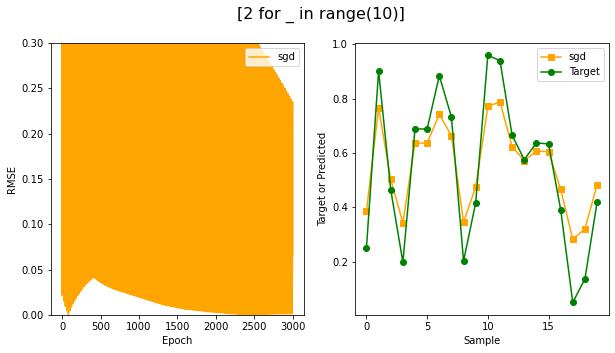 [2 for _ in range(10)]
sgd
0.30
0.25
0.20
0.15
0.10
0.05
0.00
RMSE
0
500
1000
1500
2000
2500
3000
Epoch
sgd
Target
1.0
0.8
0.6
0.4
0.2
Target or Predicted
0
5
10
15
Sample